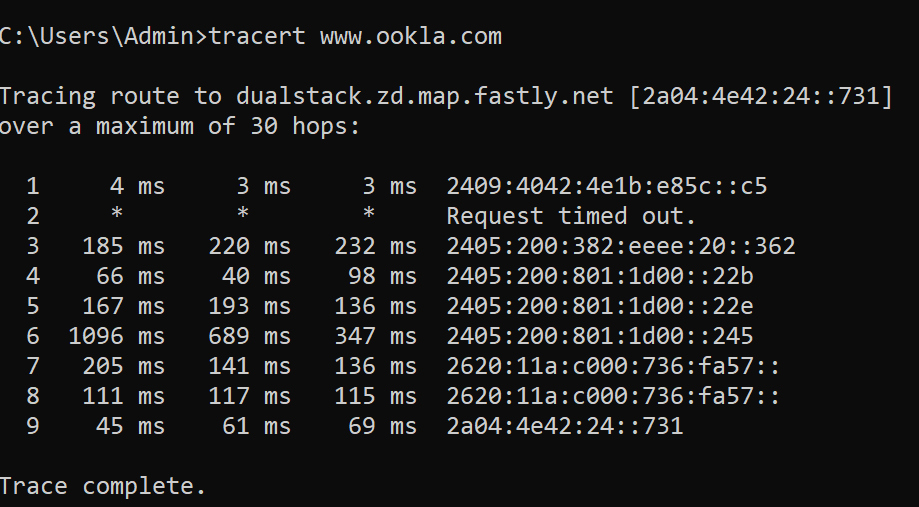 C:\Users\Admin>tracert www.ookla.com
Tracing route to dualstack.zd.map.fastly.net [2a04:4e42:24::731]
over a maximum of 30 hops:
1 4 ms 3 ms 3 ms 2409:4042:4e1b:e85c::c5
2 * * * Request timed out.
3 185 ms 220 ms 232 ms 2405:200:382:eeee:20::362
4 66 ms 40 ms 98 ms 2405:200:801:1d00::22b
5 167 ms 193 ms 136 ms 2405:200:801:1d00::22e
6 1096 ms 689 ms 347 ms 2405:200:801:1d00::245
7 205 ms 141 ms 136 ms 2620:11a:c000:736:fa57::
8 111 ms 117 ms 115 ms 2620:11a:c000:736:fa57::
9 45 ms 61 ms 69 ms 2a04:4e42:24::731
Trace complete.